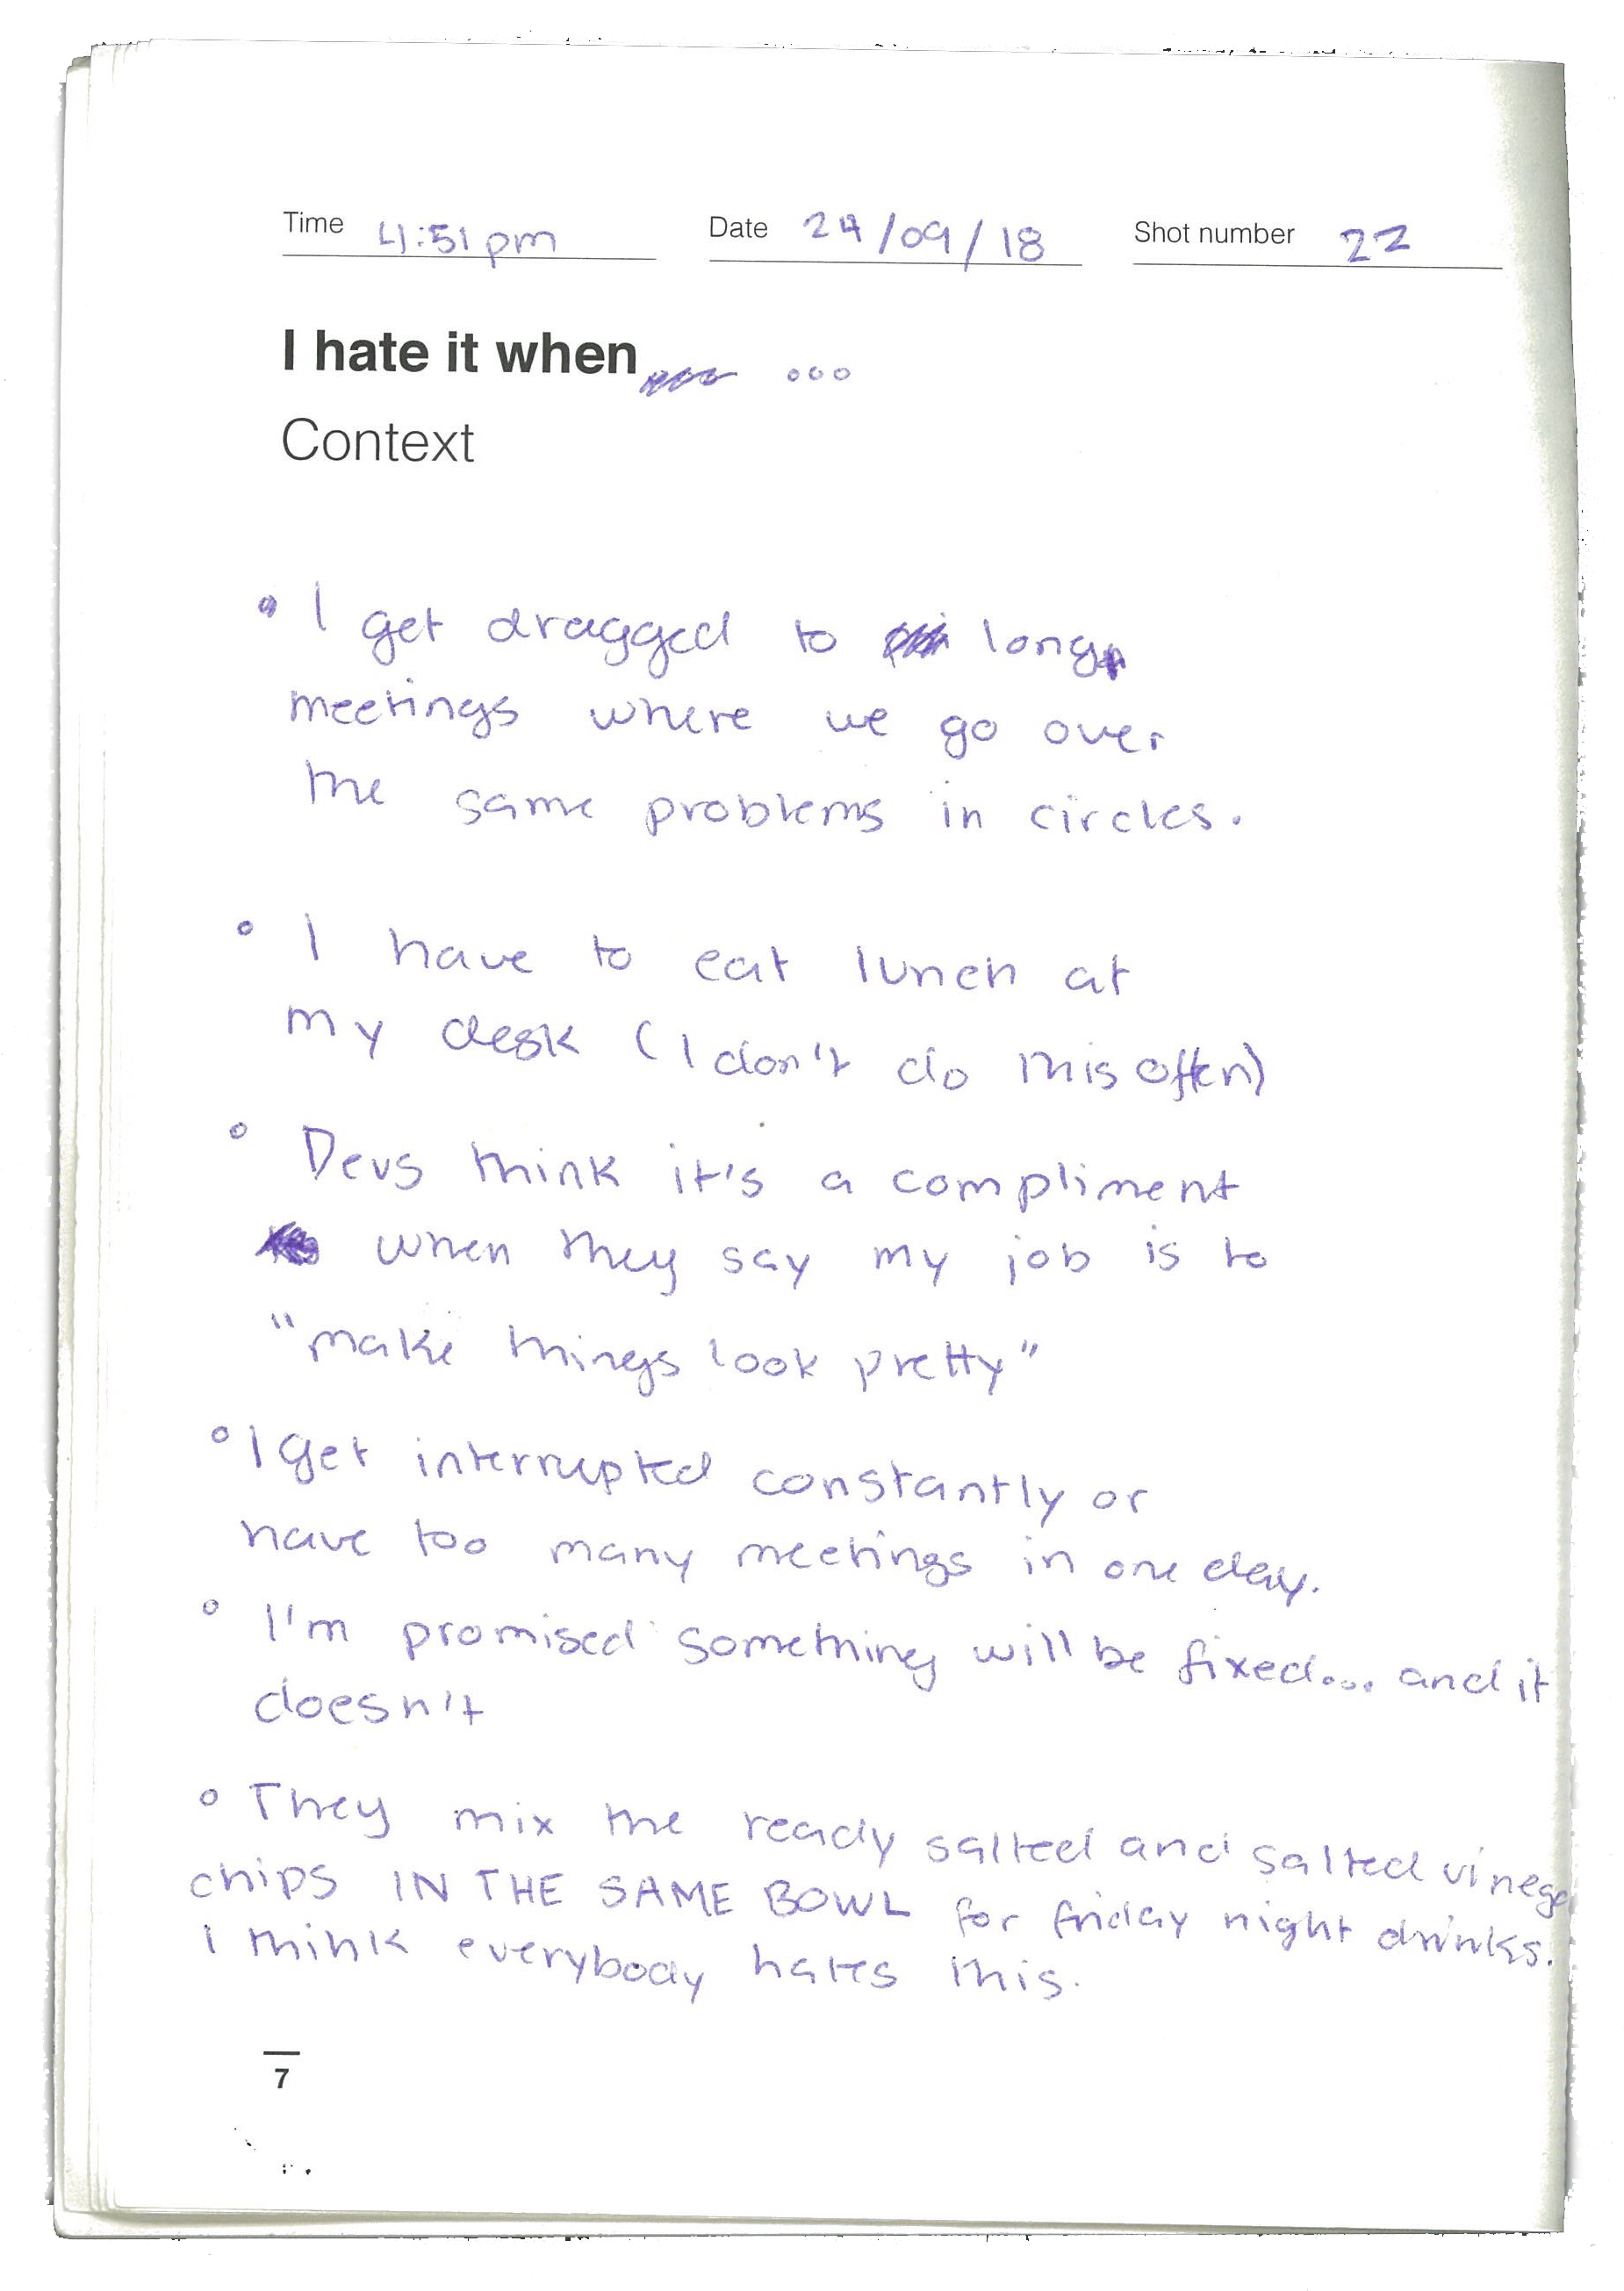 Time 4:51pm Date 24/09/18 Shot number 22
I hate it when ...
Context
• I get dragged to long
meetings where we go over
the same problems in circles.
• I have to eat lunch at
my desk (I don't do this often)
• Devs think it's a compliment
when they say my job is to
"make things look pretty"
• I get interrupted constantly or
have too many meetings in one day.
• I'm promised something will be fixed... and it
doesn't
• They mix the ready salted and salted vinega
chips IN THE SAME BOWL for friday night drinks.
I think everybody hates this.
7